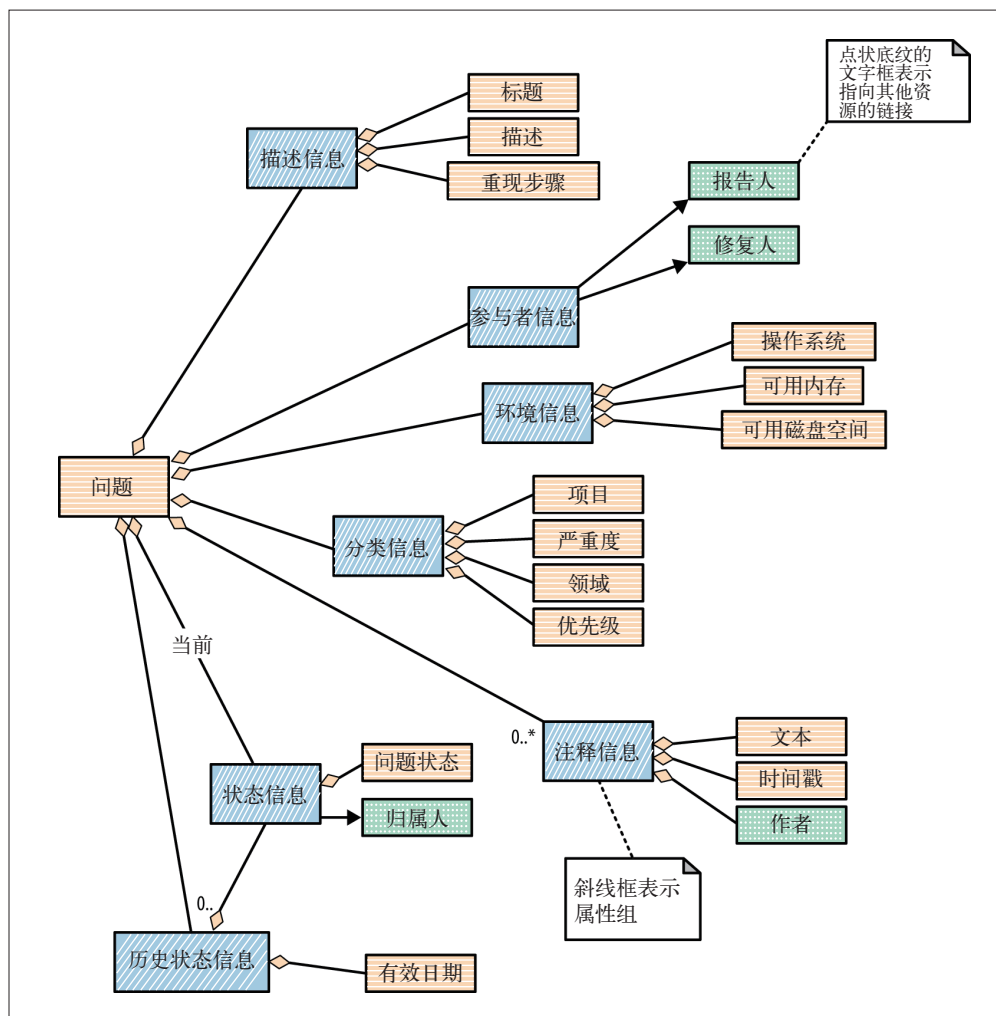 点状底纹的
文字框表示
指向其他资
源的链接
标题
描述信息
描述
重现步骤
报告人
修复人
参与者信息
操作系统
环境信息
可用内存
可用磁盘空间
问题
项目
分类信息
严重度
领域
优先级
当前
0..*
注释信息
文本
时间戳
作者
问题状态
状态信息
归属人
斜线框表示
属性组
0..
历史状态信息
有效日期